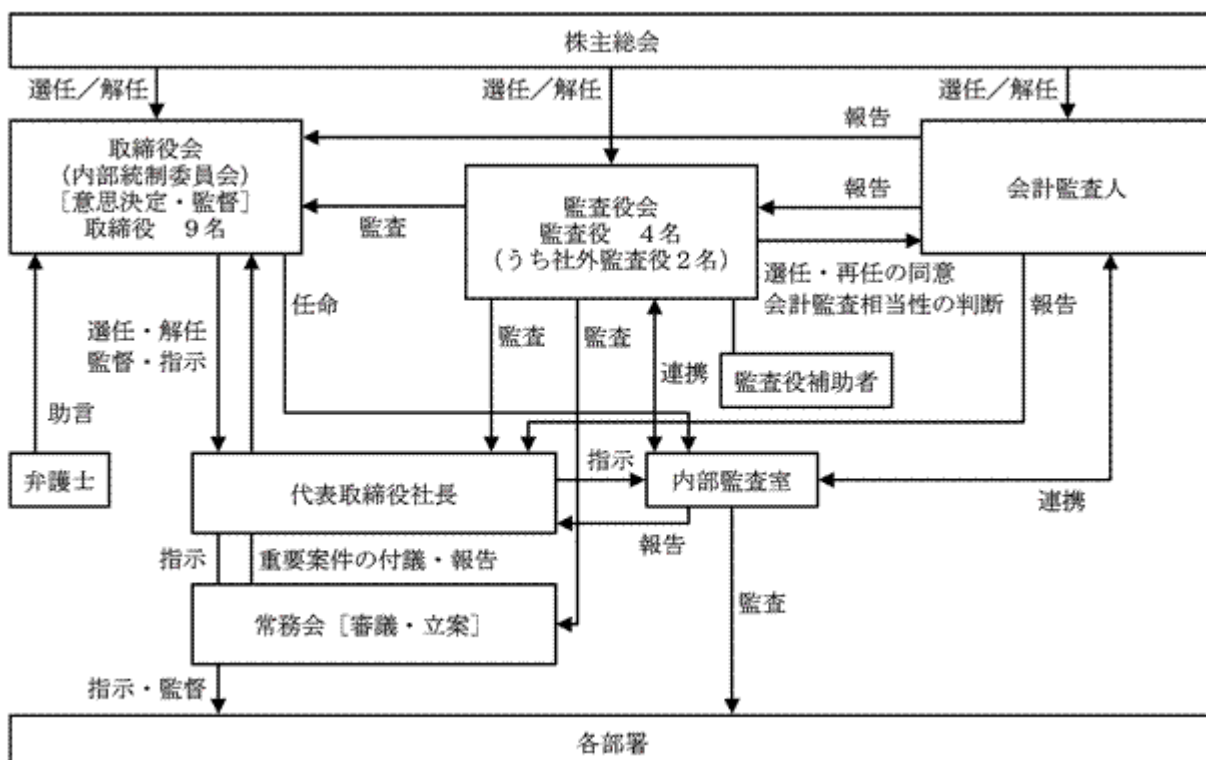 株主総会
選任／解任
選任／解任
選任／解任
取締役会
（内部統制委員会）
［意思決定・監督］
取締役　９名
報告
会計監査人
監査役会
監査役　４名
（うち社外監査役２名）
監査
報告
選任・再任の同意
会計監査相当性の判断
報告
任命
選任・解任
監督・指示
監査
監査
連携
監査役補助者
助言
弁護士
代表取締役社長
指示
内部監査室
連携
報告
指示
重要案件の付議・報告
常務会［審議・立案］
監査
指示・監督
各部署